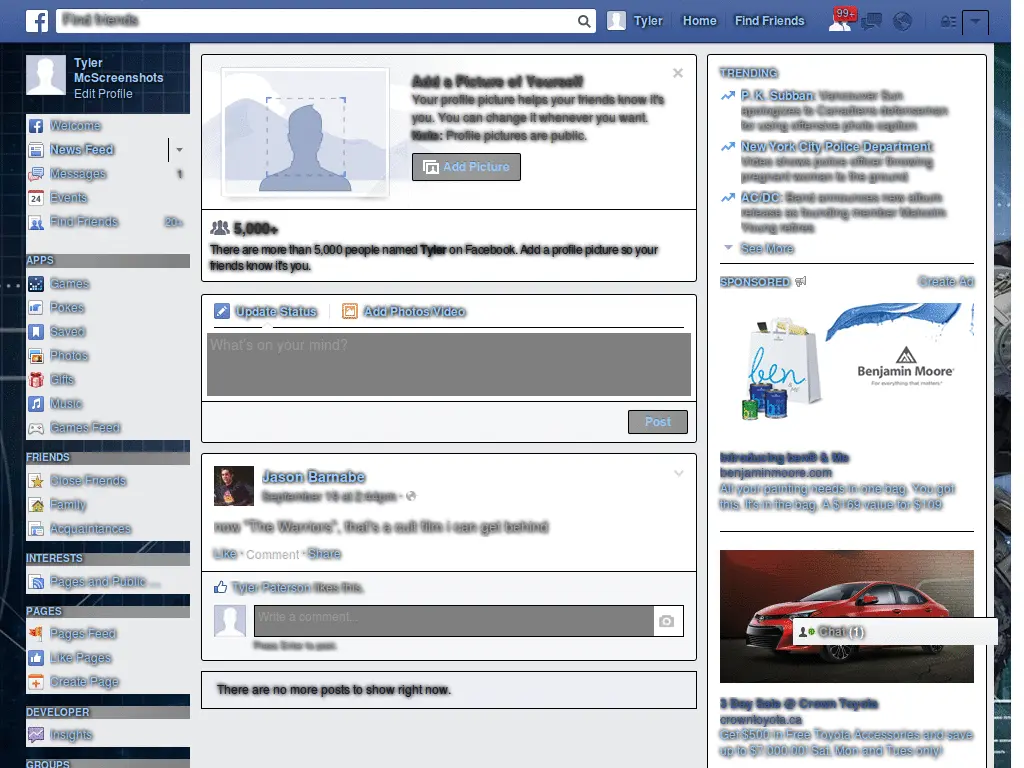 Find friends
Tyler
Home
Find Friends
99+
Tyler
McScreenshots
Edit Profile
Welcome
News Feed
Messages 1
24 Events
Find Friends 20+
APPS
Games
Pokes
Saved
Photos
Gifts
Music
Games Feed
FRIENDS
Close Friends
Family
Acquaintances
INTERESTS
Pages and Public ...
PAGES
Pages Feed
Like Pages
Create Page
DEVELOPER
Insights
GROUPS
Add a Picture of Yourself
Your profile picture helps your friends know it's
you. You can change it whenever you want.
Note: Profile pictures are public.
Add Picture
5,000+
There are more than 5,000 people named Tyler on Facebook. Add a profile picture so your
friends know it's you.
Update Status
Add Photos/Video
What's on your mind?
Post
Jason Barnabe
September 16 at 2:44pm ·
now "The Warriors", that's a cult film i can get behind
Like · Comment · Share
Tyler Paterson likes this.
Write a comment...
Press Enter to post.
There are no more posts to show right now.
TRENDING
P. K. Subban: Vancouver Sun
apologizes to Canadiens defenseman
for using offensive photo caption
New York City Police Department:
Video shows police officer throwing
pregnant woman to the ground
AC/DC: Band announces new album
release as founding member Malcolm
Young retires
See More
SPONSORED
Create Ad
ben
Benjamin Moore
For everything that matters.
Introducing ben® & Me
benjaminmoore.com
All your painting needs in one bag. You got
this. It's in the bag. A $169 value for $109
Chat (1)
3 Day Sale @ Crown Toyota
crowntoyota.ca
Get $500 in Free Toyota Accessories and save
up to $7,000.00! Sat, Mon and Tues only!